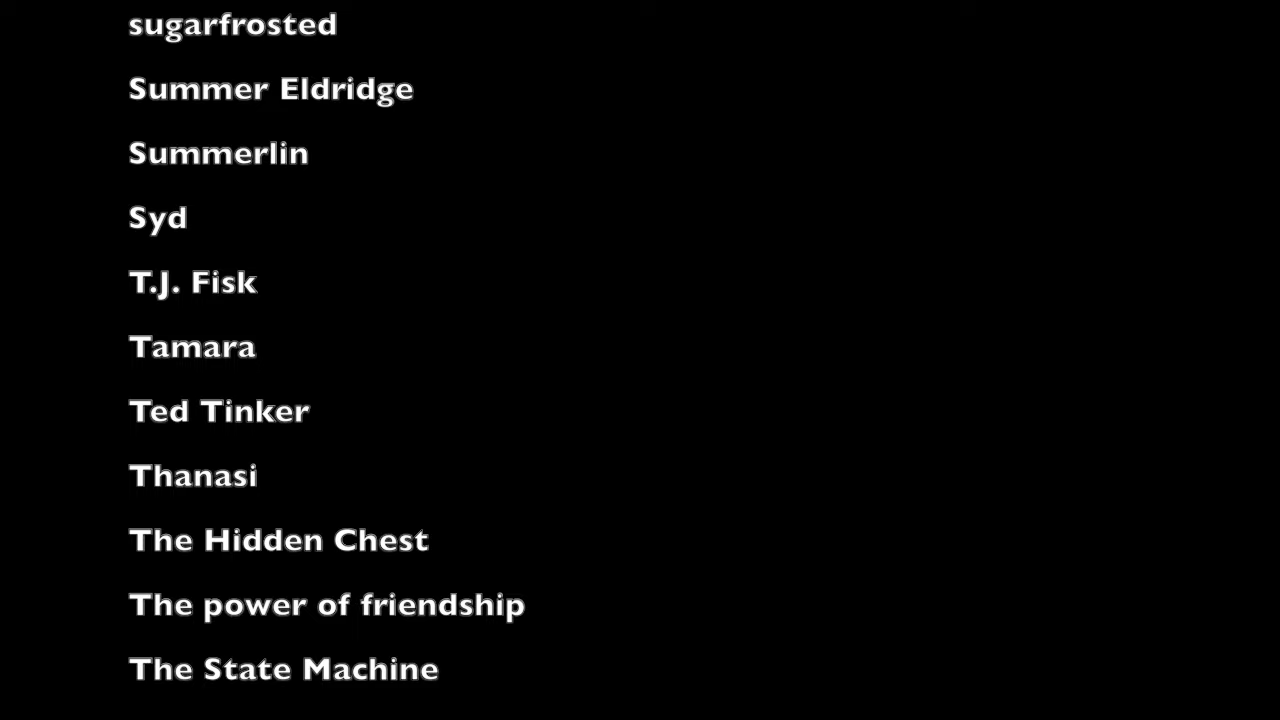 sugarfrosted
Summer Eldridge
Summerlin
Syd
T.J. Fisk
Tamara
Ted Tinker
Thanasi
The Hidden Chest
The power of friendship
The State Machine